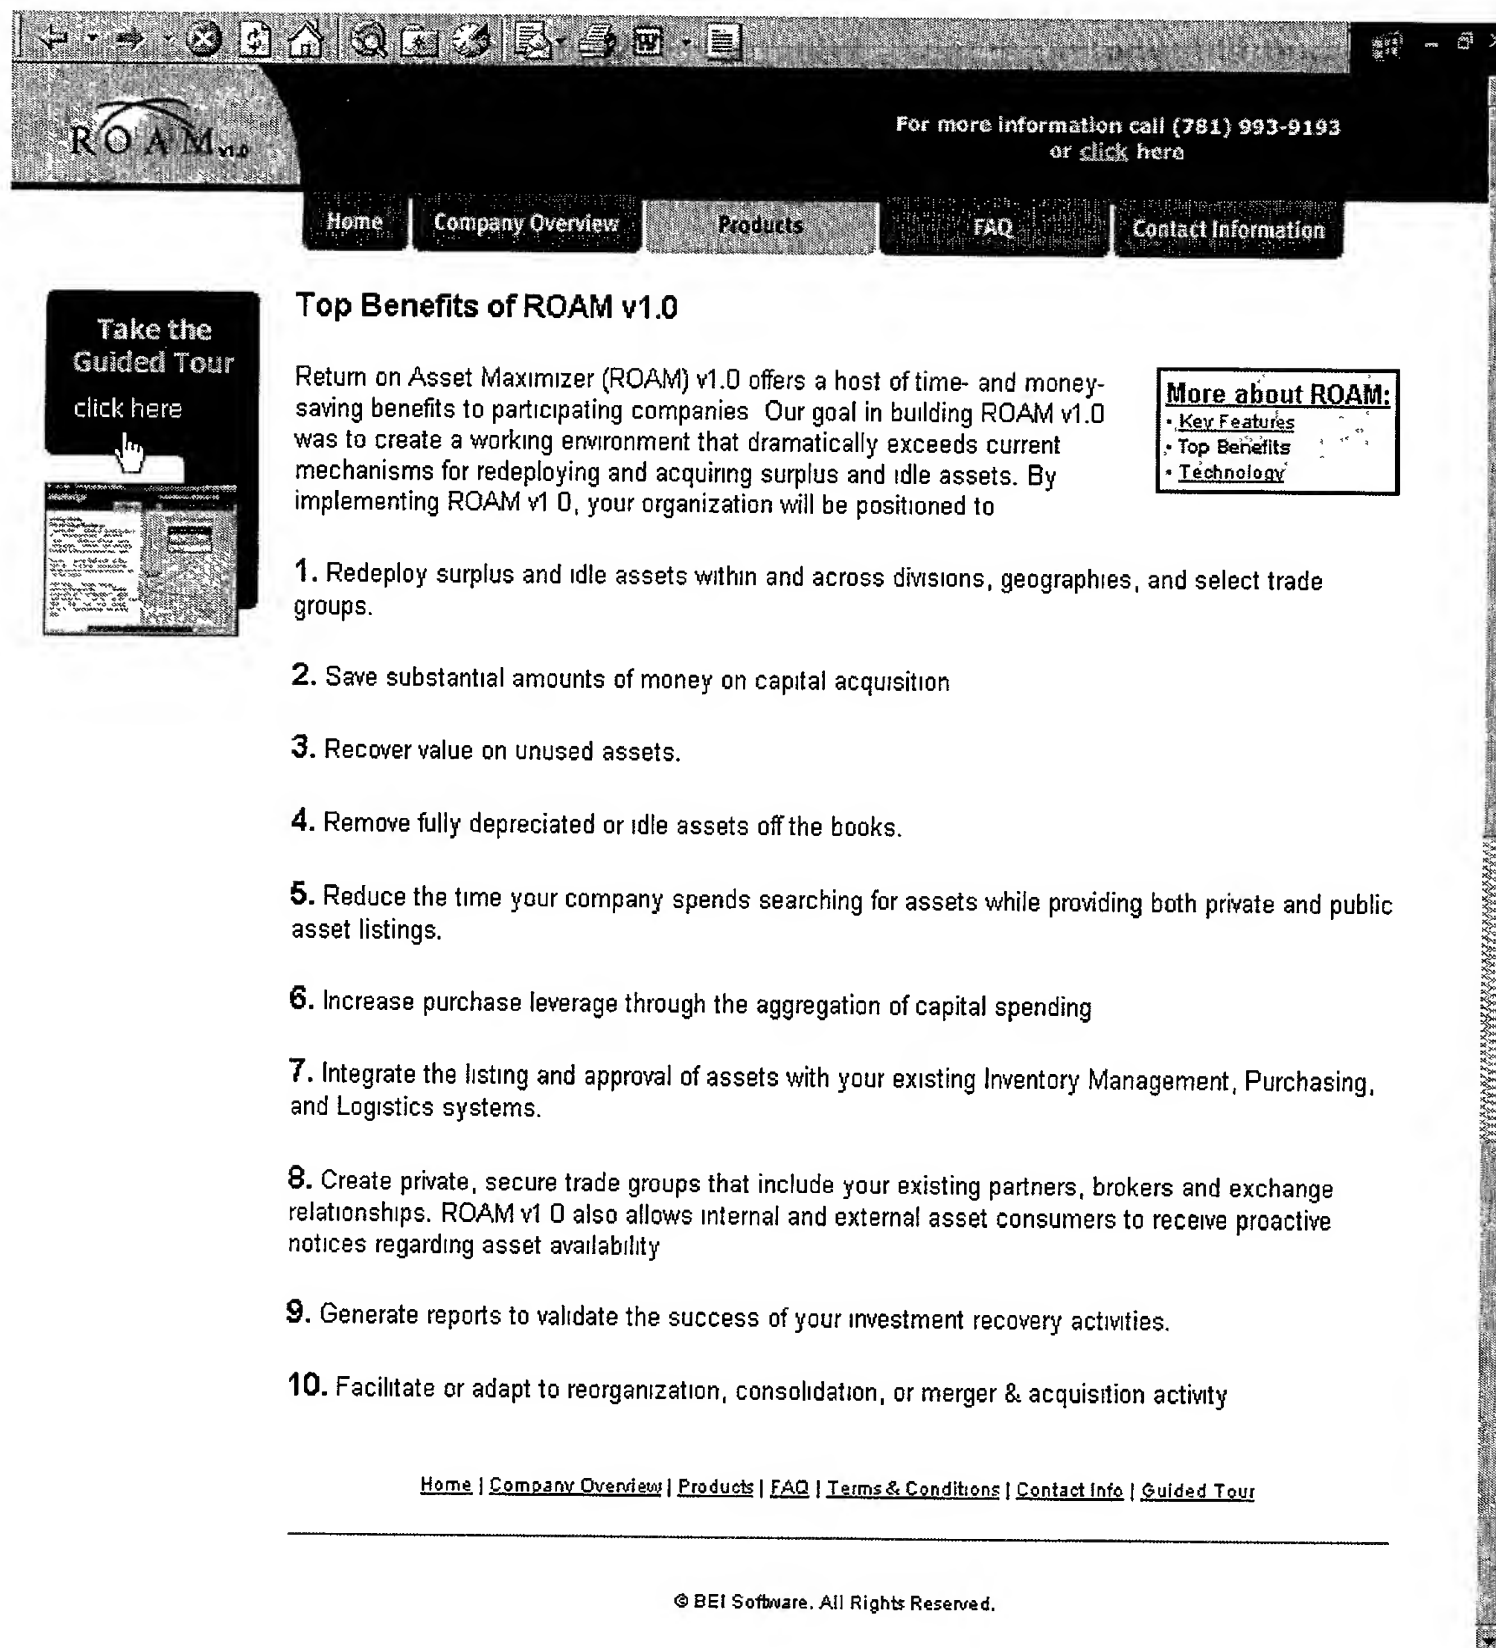 ROAM v1.0
For more information call (781) 993-9193
or click here
Home
Company Overview
Products
FAQ
Contact Information
Take the
Guided Tour
click here
Top Benefits of ROAM v1.0
Return on Asset Maximizer (ROAM) v1.0 offers a host of time- and money-
saving benefits to participating companies Our goal in building ROAM v1.0
was to create a working environment that dramatically exceeds current
mechanisms for redeploying and acquiring surplus and idle assets. By
implementing ROAM v1 0, your organization will be positioned to
More about ROAM:
• Key Features
• Top Benefits
• Technology
1. Redeploy surplus and idle assets within and across divisions, geographies, and select trade
groups.
2. Save substantial amounts of money on capital acquisition
3. Recover value on unused assets.
4. Remove fully depreciated or idle assets off the books.
5. Reduce the time your company spends searching for assets while providing both private and public
asset listings.
6. Increase purchase leverage through the aggregation of capital spending
7. Integrate the listing and approval of assets with your existing Inventory Management, Purchasing,
and Logistics systems.
8. Create private, secure trade groups that include your existing partners, brokers and exchange
relationships. ROAM v1 0 also allows internal and external asset consumers to receive proactive
notices regarding asset availability
9. Generate reports to validate the success of your investment recovery activities.
10. Facilitate or adapt to reorganization, consolidation, or merger & acquisition activity
Home | Company Overview | Products | FAQ | Terms & Conditions | Contact Info | Guided Tour
© BEI Software. All Rights Reserved.